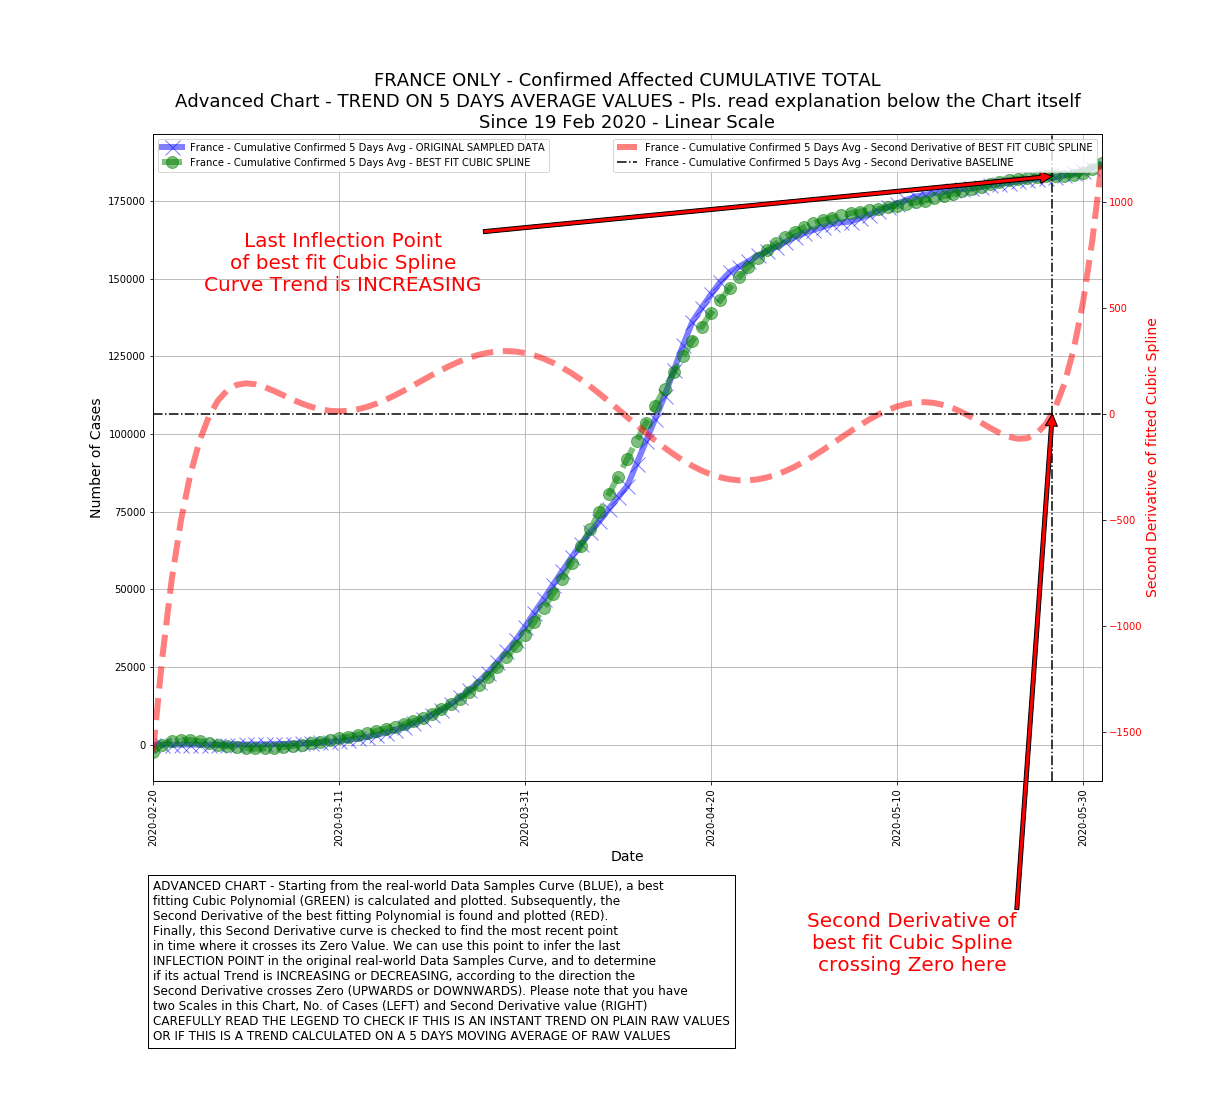 FRANCE ONLY - Confirmed Affected CUMULATIVE TOTAL
Advanced Chart - TREND ON 5 DAYS AVERAGE VALUES - Pls. read explanation below the Chart itself
Since 19 Feb 2020 - Linear Scale
France - Cumulative Confirmed 5 Days Avg - ORIGINAL SAMPLED DATA
France - Cumulative Confirmed 5 Days Avg - BEST FIT CUBIC SPLINE
France - Cumulative Confirmed 5 Days Avg - Second Derivative of BEST FIT CUBIC SPLINE
France - Cumulative Confirmed 5 Days Avg - Second Derivative BASELINE
Last Inflection Point
of best fit Cubic Spline
Curve Trend is INCREASING
Number of Cases
175000
150000
125000
100000
75000
50000
25000
0
1000
500
0
−500
−1000
−1500
Second Derivative of fitted Cubic Spline
2020-02-20
2020-03-11
2020-03-31
2020-04-20
2020-05-10
2020-05-30
Date
ADVANCED CHART - Starting from the real-world Data Samples Curve (BLUE), a best
fitting Cubic Polynomial (GREEN) is calculated and plotted. Subsequently, the
Second Derivative of the best fitting Polynomial is found and plotted (RED).
Finally, this Second Derivative curve is checked to find the most recent point
in time where it crosses its Zero Value. We can use this point to infer the last
INFLECTION POINT in the original real-world Data Samples Curve, and to determine
if its actual Trend is INCREASING or DECREASING, according to the direction the
Second Derivative crosses Zero (UPWARDS or DOWNWARDS). Please note that you have
two Scales in this Chart, No. of Cases (LEFT) and Second Derivative value (RIGHT)
CAREFULLY READ THE LEGEND TO CHECK IF THIS IS AN INSTANT TREND ON PLAIN RAW VALUES
OR IF THIS IS A TREND CALCULATED ON A 5 DAYS MOVING AVERAGE OF RAW VALUES
Second Derivative of
best fit Cubic Spline
crossing Zero here